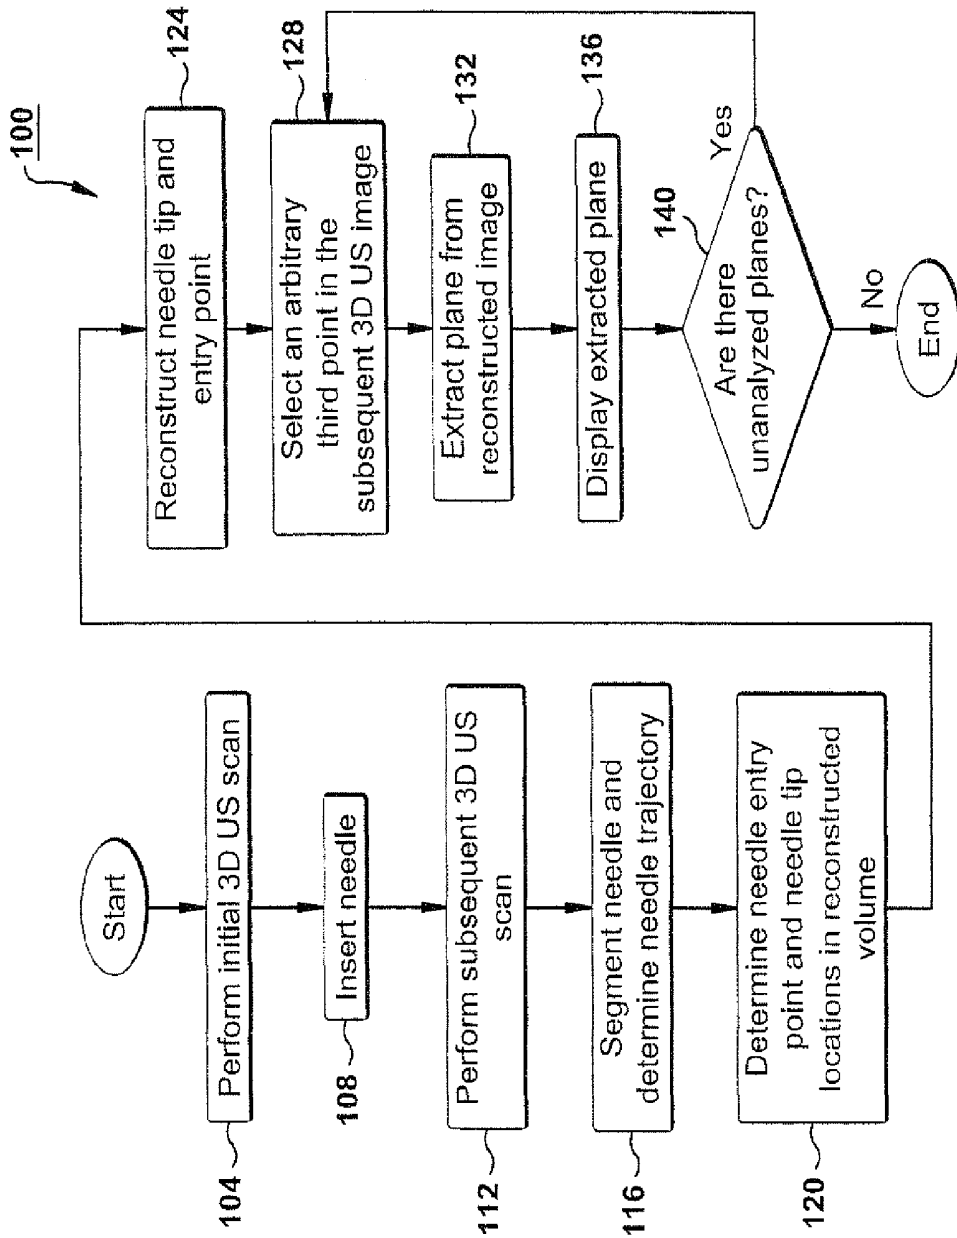 100
Start
Perform initial 3D US scan
104
Insert needle
108
Perform subsequent 3D US
scan
112
Segment needle and
determine needle trajectory
116
Determine needle entry
point and needle tip
locations in reconstructed
volume
120
Reconstruct needle tip and
entry point
124
Select an arbitrary
third point in the
subsequent 3D US image
128
Extract plane from
reconstructed image
132
Display extracted plane
136
Are there
unanalyzed planes?
140
Yes
No
End